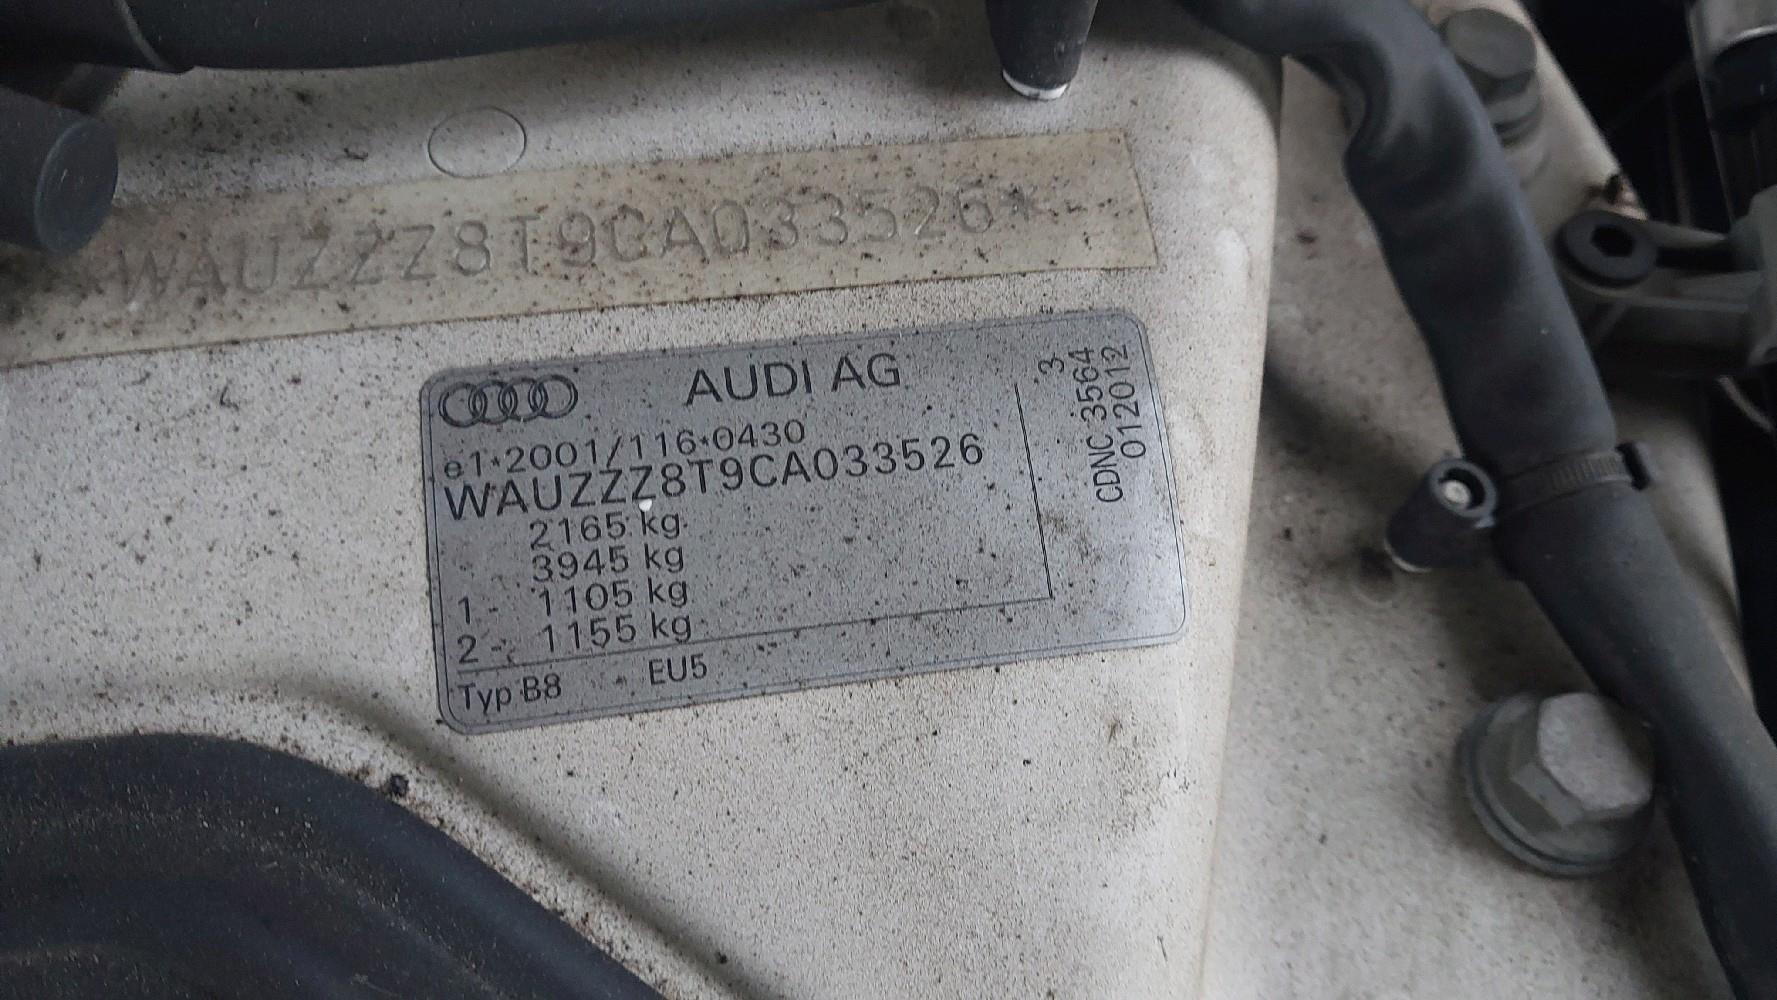 *WAUZZZ8T9CA033526*
AUDI AG
e1*2001/116*0430
WAUZZZ8T9CA033526
2165 kg
3945 kg
1 - 1105 kg
2 - 1155 kg
Typ B8 EU5
3
CDNC 3564
012012